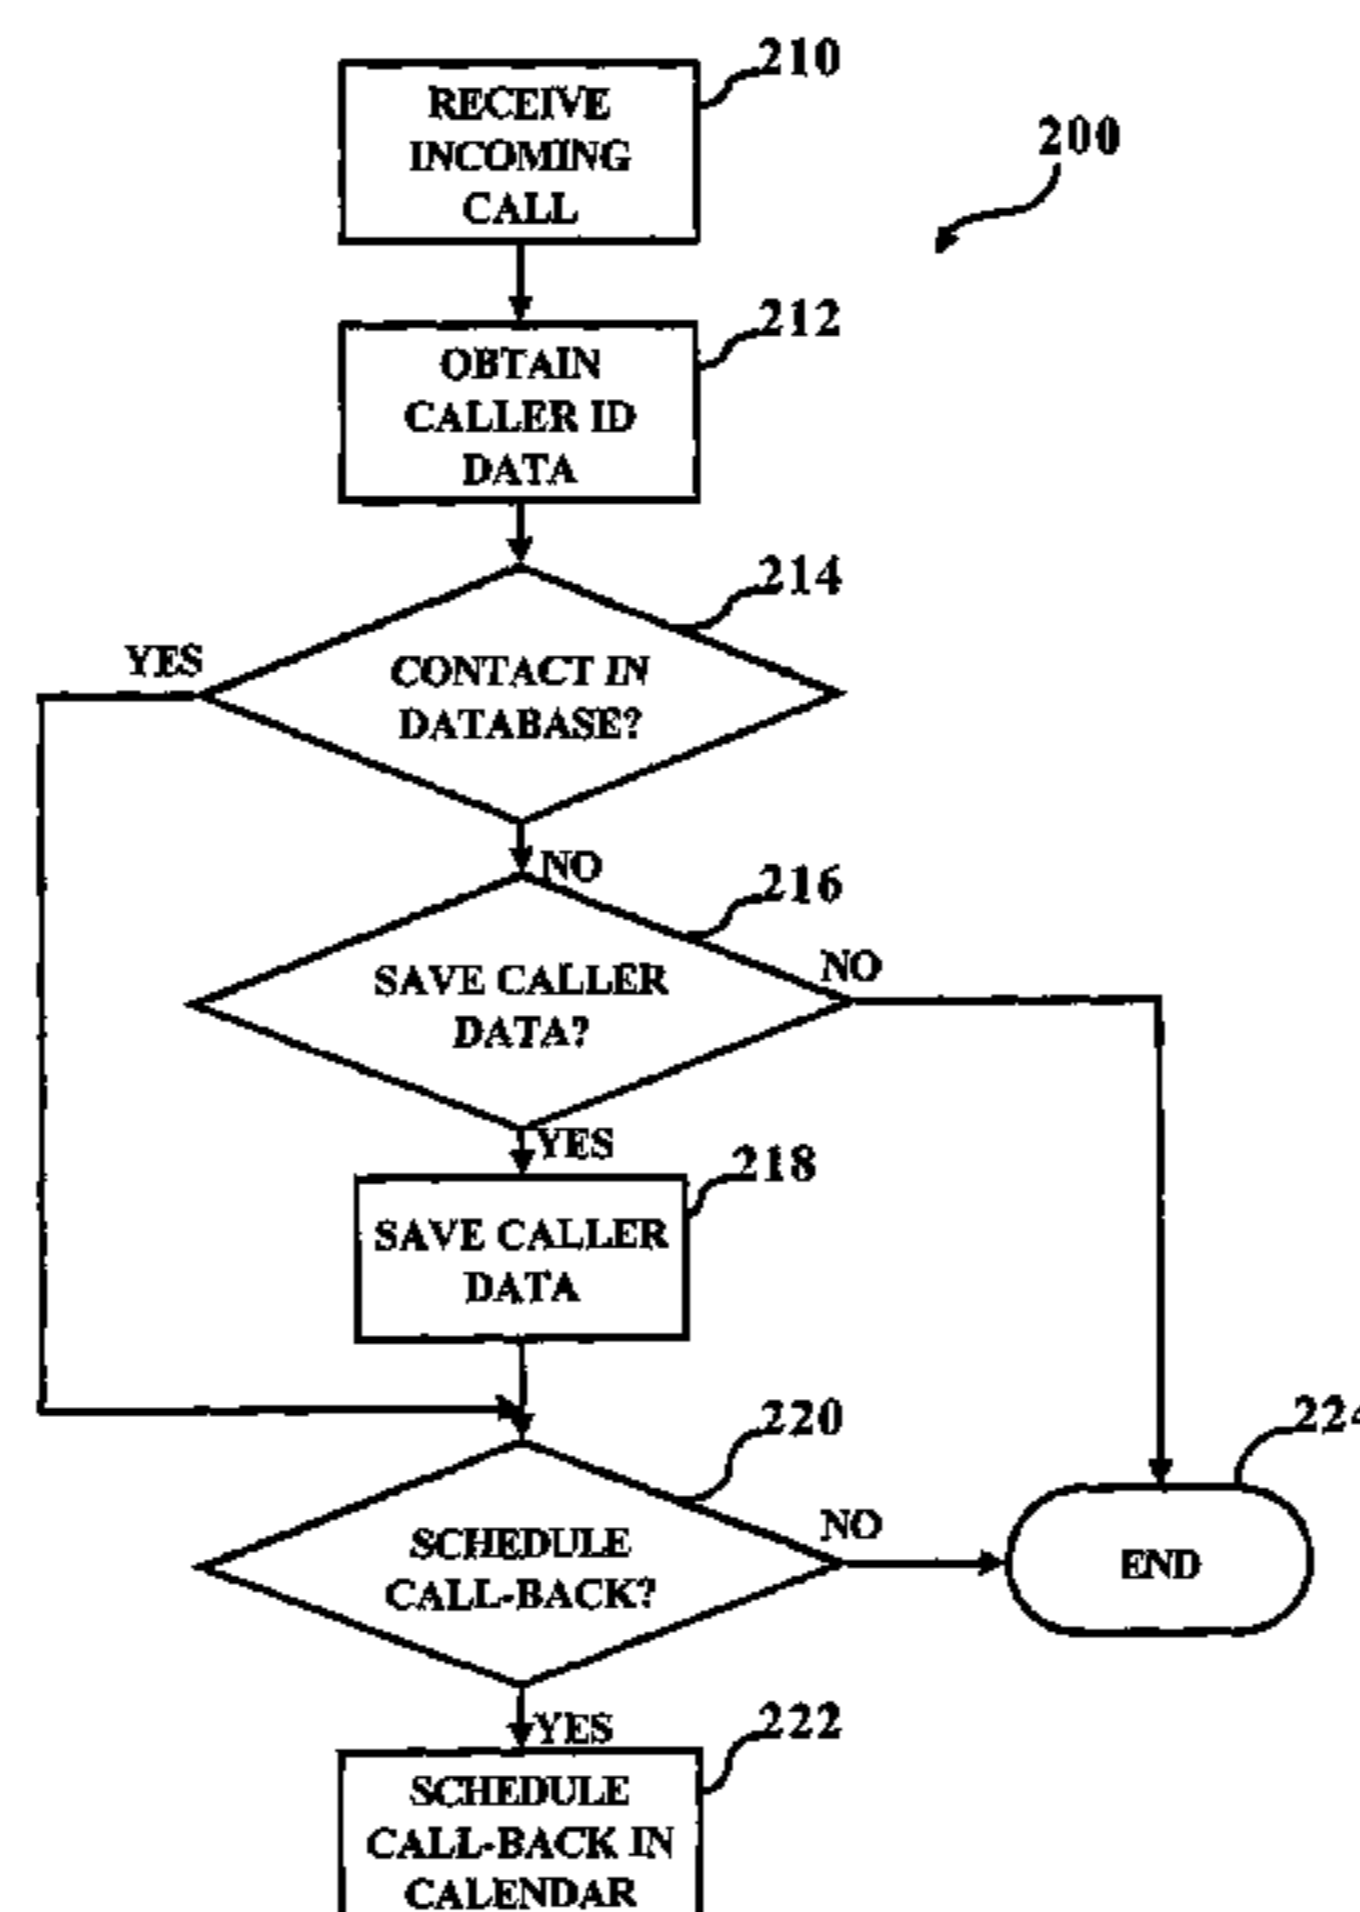 210
RECEIVE
INCOMING
CALL
200
212
OBTAIN
CALLER ID
DATA
214
YES
CONTACT IN
DATABASE?
NO
216
NO
SAVE CALLER
DATA?
YES
218
SAVE CALLER
DATA
220
224
NO
SCHEDULE
CALL-BACK?
END
YES
222
SCHEDULE
CALL-BACK IN
CALENDAR